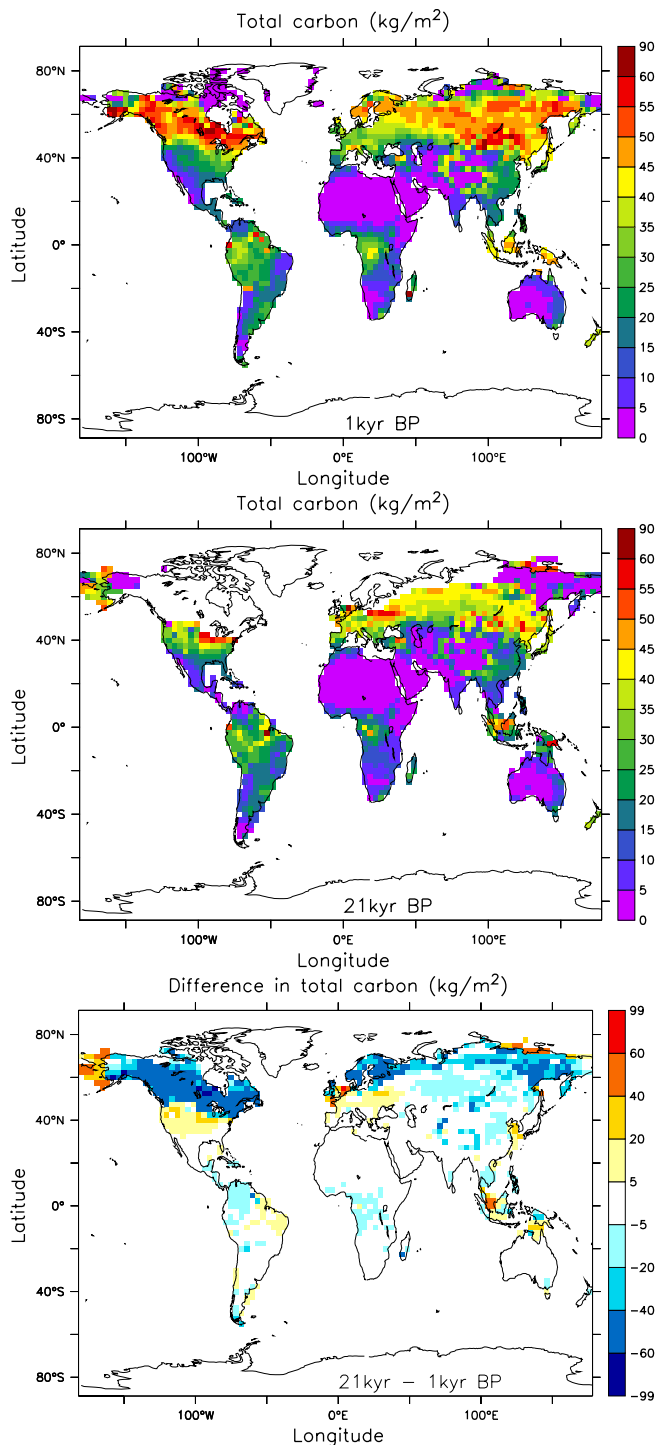 Total carbon (kg/m²)
80°N
40°N
0°
40°S
80°S
Latitude
1kyr BP
100°W
0°E
100°E
Longitude
90
60
55
50
45
40
35
30
25
20
15
10
5
0
Total carbon (kg/m²)
80°N
40°N
0°
40°S
80°S
Latitude
21kyr BP
100°W
0°E
100°E
Longitude
90
60
55
50
45
40
35
30
25
20
15
10
5
0
Difference in total carbon (kg/m²)
80°N
40°N
0°
40°S
80°S
Latitude
21kyr − 1kyr BP
100°W
0°E
100°E
Longitude
99
60
40
20
5
−5
−20
−40
−60
−99